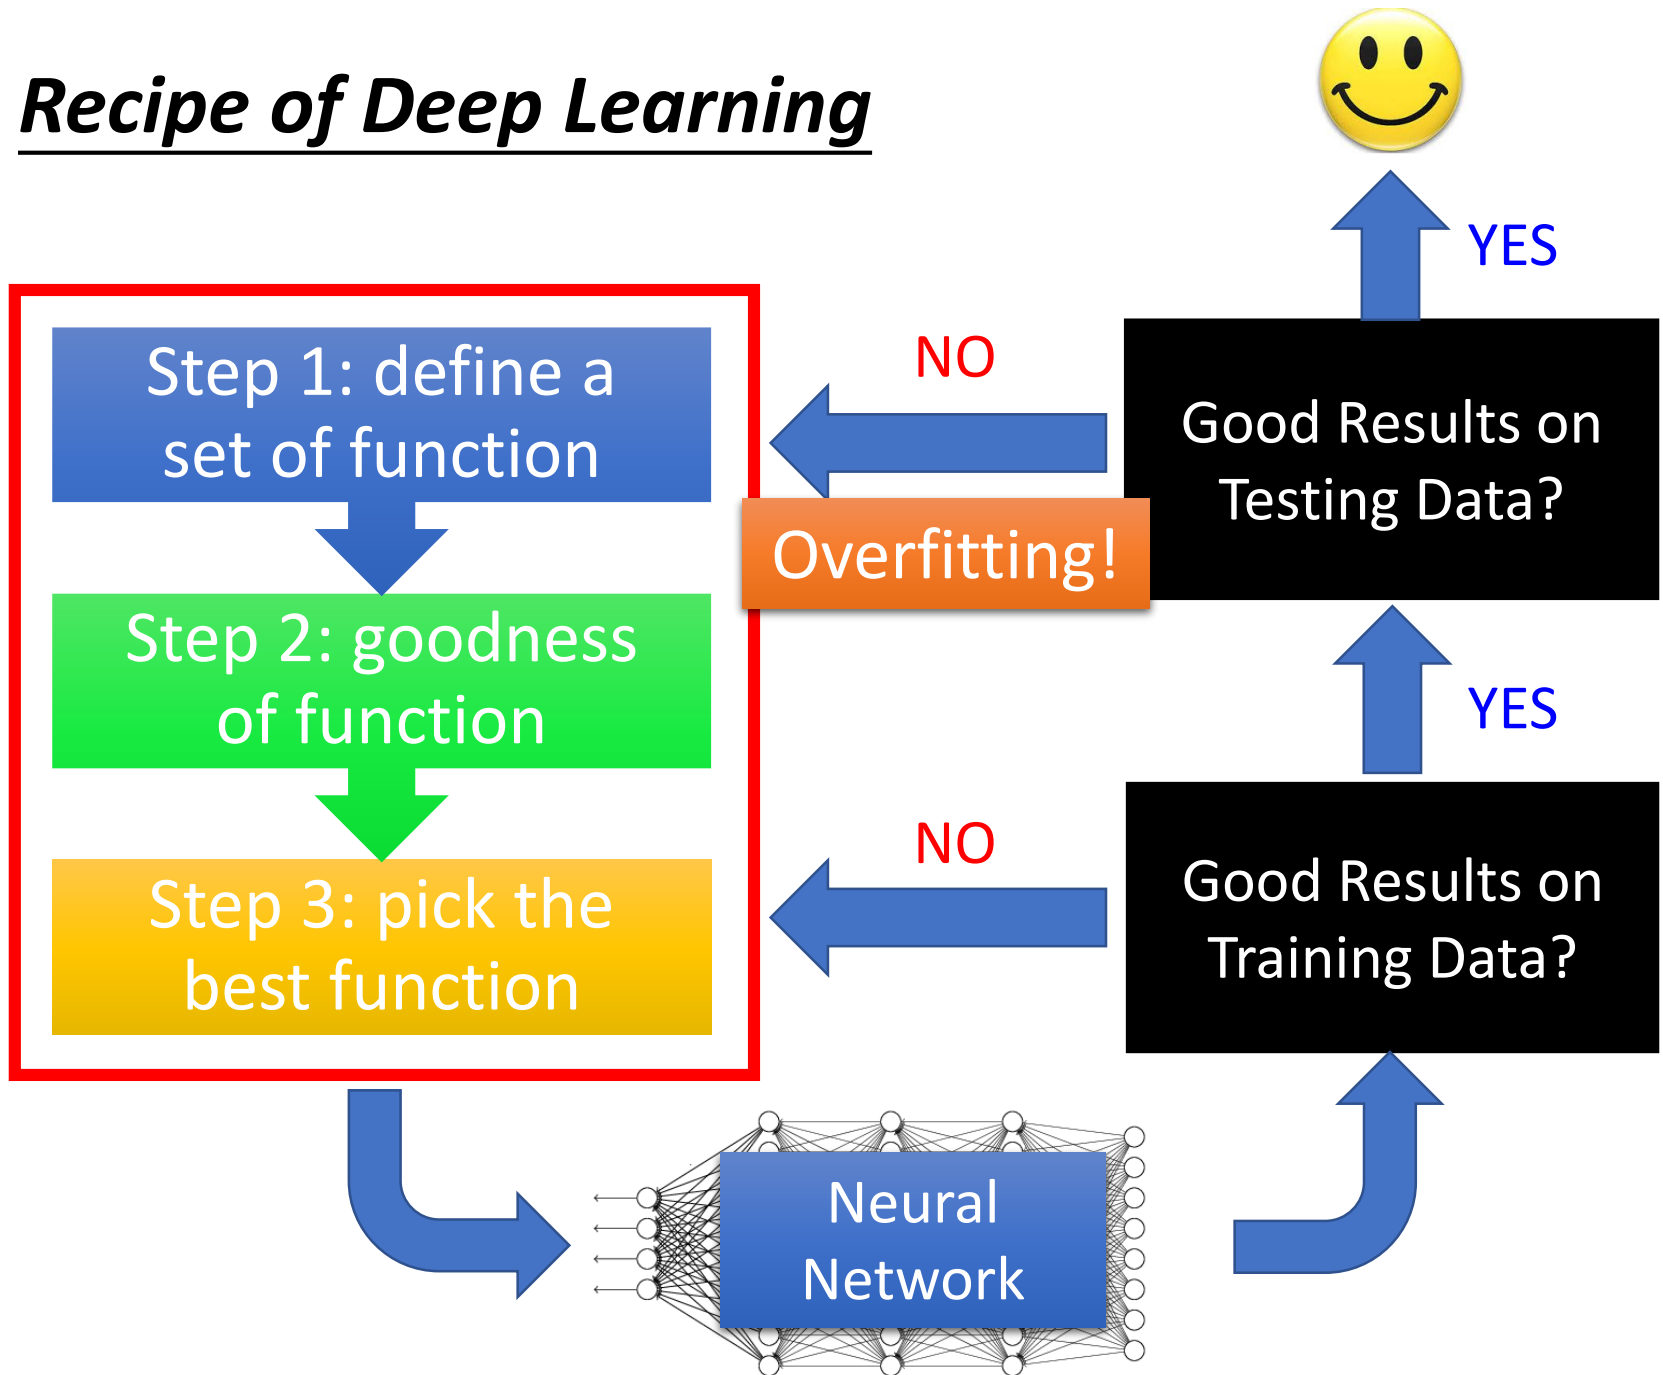 Recipe of Deep Learning
YES
Step 1: define a
set of function
NO
Good Results on
Testing Data?
Overfitting!
Step 2: goodness
of function
YES
Step 3: pick the
best function
NO
Good Results on
Training Data?
Neural
Network